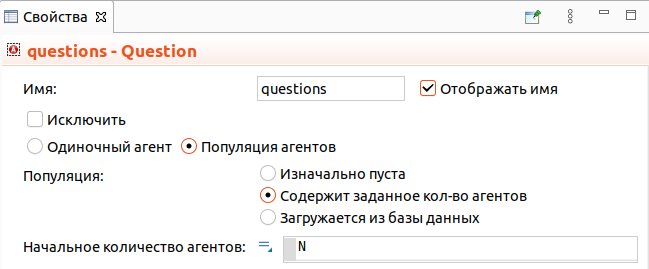 Свойства
questions - Question
Имя: questions Отображать имя
Исключить
Одиночный агент Популяция агентов
Популяция: Изначально пуста
Содержит заданное кол-во агентов
Загружается из базы данных
Начальное количество агентов: N